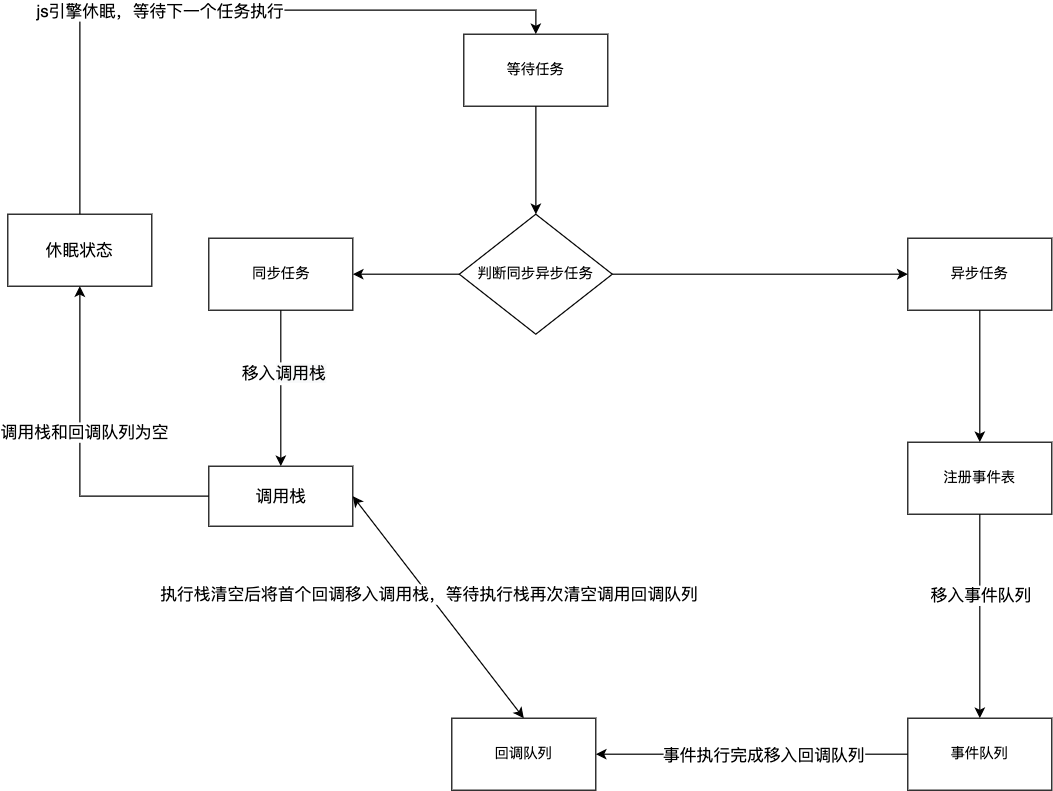 js引擎休眠，等待下一个任务执行
等待任务
休眠状态
同步任务
判断同步异步任务
异步任务
移入调用栈
调用栈和回调队列为空
调用栈
注册事件表
执行栈清空后将首个回调移入调用栈，等待执行栈再次清空调用回调队列
移入事件队列
回调队列
事件执行完成移入回调队列
事件队列